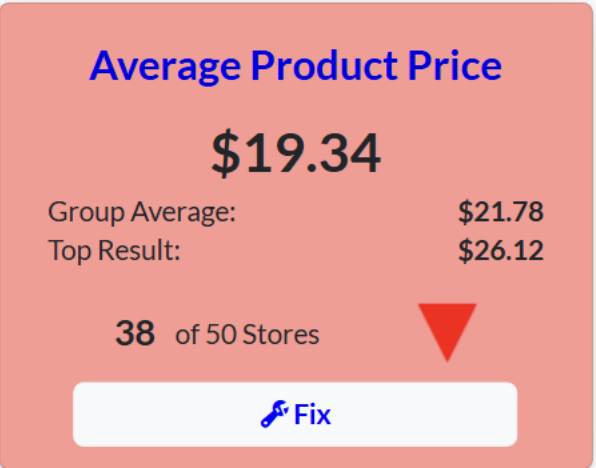 Average Product Price
$19.34
Group Average: $21.78
Top Result: $26.12
38 of 50 Stores
Fix